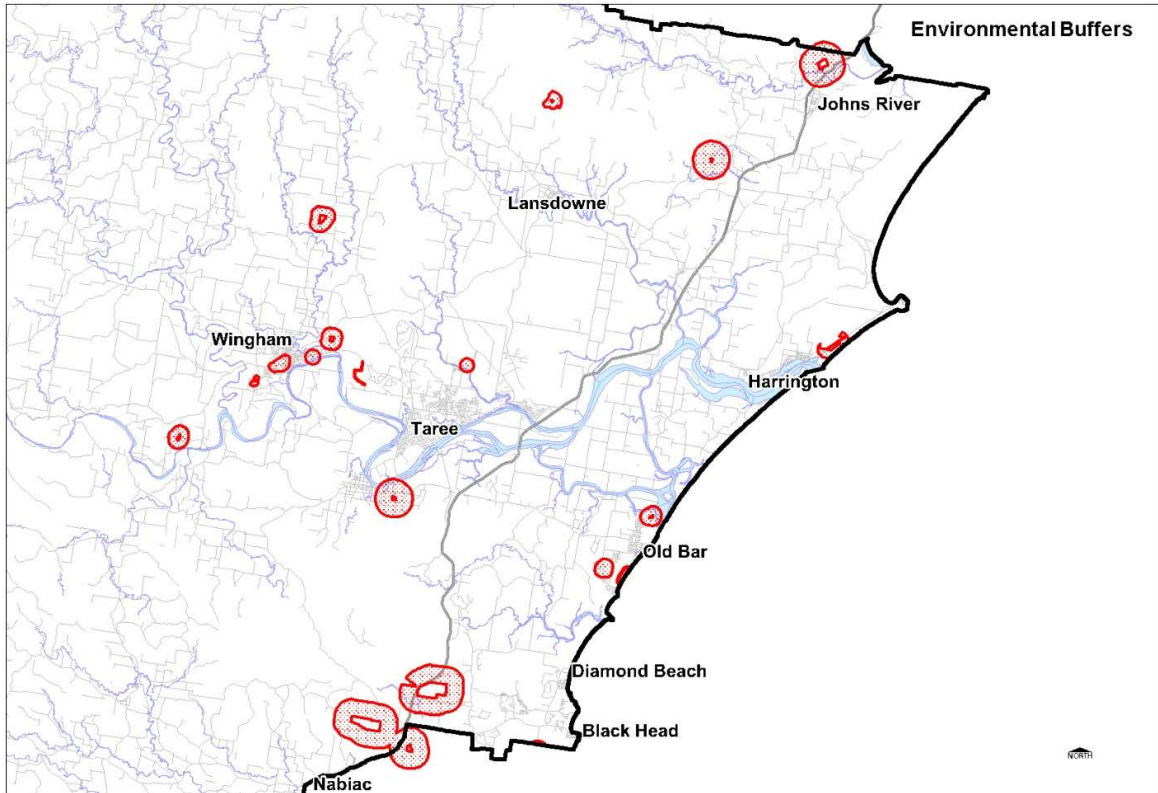 Environmental Buffers
Johns River
Lansdowne
Wingham
Harrington
Taree
Old Bar
Diamond Beach
Black Head
NORTH
Nabiac